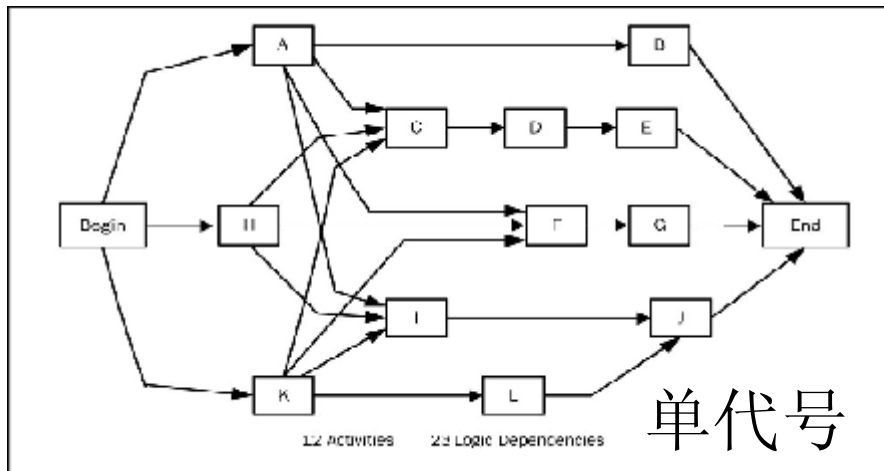 A
B
C
D
E
Begin
H
F
G
End
I
J
K
L
12 Activities
23 Logic Dependencies
单代号